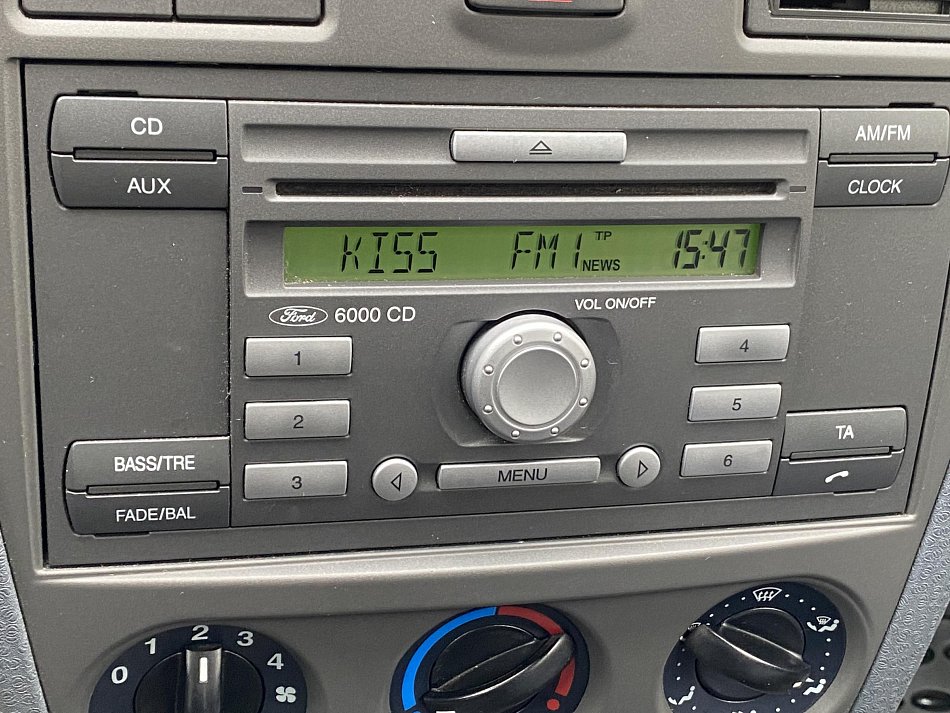 CD
AUX
AM/FM
CLOCK
KISS FM1 TP NEWS 15:47
Ford 6000 CD
VOL ON/OFF
1
2
3
4
5
6
MENU
BASS/TRE
FADE/BAL
TA
0 1 2 3 4